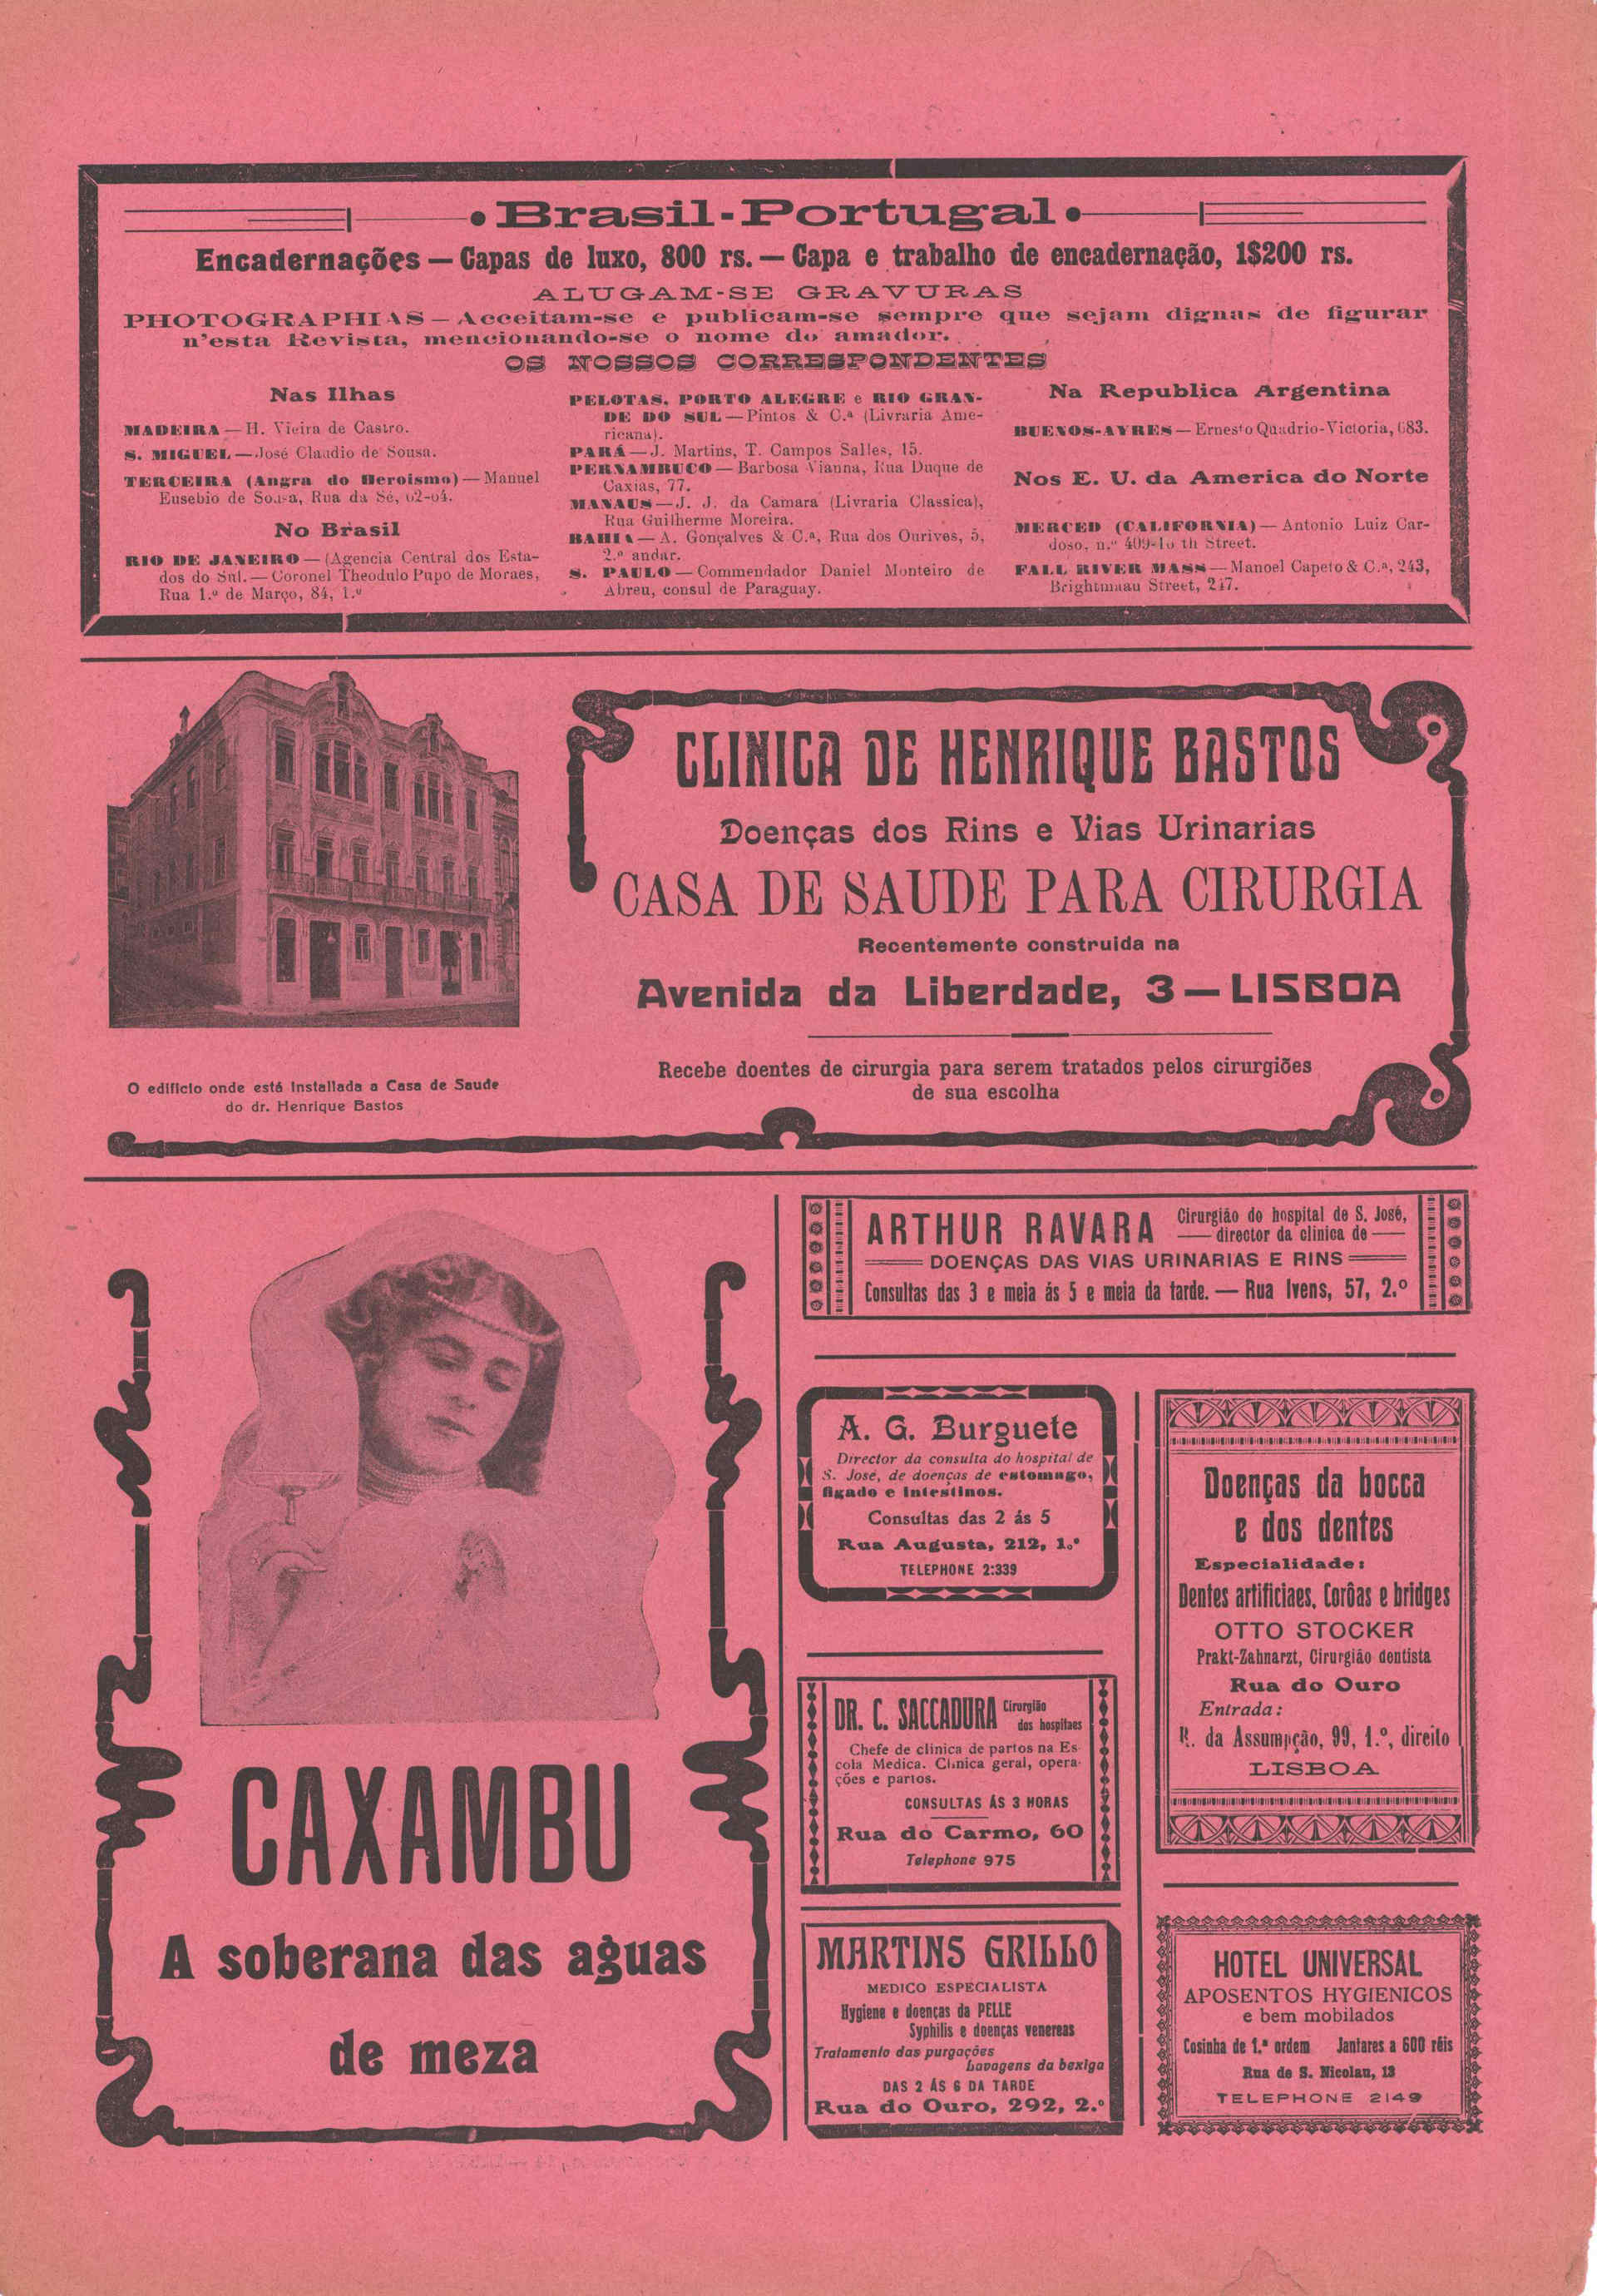 Brasil-Portugal
Encadernações — Capas de luxo, 800 rs. — Capa e trabalho de encadernação, 1$200 rs.
ALUGAM-SE GRAVURAS
PHOTOGRAPHIAS — Acceitam-se e publicam-se sempre que sejam dignas de figurar
n'esta Revista, mencionando-se o nome do amador.
OS NOSSOS CORRESPONDENTES
Nas Ilhas
MADEIRA — H. Vieira de Castro.
S. MIGUEL — José Claudio de Sousa.
TERCEIRA (Angra do Heroismo) — Manuel
Eusebio de Sousa, Rua da Sé, 62-64.
No Brasil
RIO DE JANEIRO — (Agencia Central dos Esta-
dos do Sul. — Coronel Theodulo Pupo de Moraes,
Rua 1.º de Março, 84, 1.º
PELOTAS, PORTO ALEGRE e RIO GRAN-
DE DO SUL — Pintos & C.ª (Livraria Ame-
ricana).
PARÁ — J. Martins, T. Campos Salles, 15.
PERNAMBUCO — Barbosa Vianna, Rua Duque de
Caxias, 77.
MANAUS — J. J. da Camara (Livraria Classica),
Rua Guilherme Moreira.
BAHIA — A. Gonçalves & C.ª, Rua dos Ourives, 5,
2.º andar.
S. PAULO — Commendador Daniel Monteiro de
Abreu, consul de Paraguay.
Na Republica Argentina
BUENOS-AYRES — Ernesto Quadrio-Victoria, 683.
Nos E. U. da America do Norte
MERCED (CALIFORNIA) — Antonio Luiz Car-
doso, n.º 409-16 th Street.
FALL RIVER MASS — Manoel Capeto & C.ª, 243,
Brightmaau Street, 247.
CLINICA DE HENRIQUE BASTOS
Doenças dos Rins e Vias Urinarias
CASA DE SAUDE PARA CIRURGIA
Recentemente construida na
Avenida da Liberdade, 3 — LISBOA
Recebe doentes de cirurgia para serem tratados pelos cirurgiões
de sua escolha
O edificio onde está installada a Casa de Saude
do dr. Henrique Bastos
CAXAMBU
A soberana das aguas
de meza
ARTHUR RAVARA Cirurgião do hospital de S. José,
director da clinica de
DOENÇAS DAS VIAS URINARIAS E RINS
Consultas das 3 e meia ás 5 e meia da tarde. — Rua Ivens, 57, 2.º
A. G. Burguete
Director da consulta do hospital de
S. José, de doenças de estomago,
figado e intestinos.
Consultas das 2 ás 5
Rua Augusta, 212, 1.º
TELEPHONE 2:339
DR. C. SACCADURA Cirurgião
dos hospitaes
Chefe de clinica de partos na Es
cola Medica. Clinica geral, opera-
ções e partos.
CONSULTAS ÁS 3 HORAS
Rua do Carmo, 60
Telephone 975
MARTINS GRILLO
MEDICO ESPECIALISTA
Hygiene e doenças da PELLE
Syphilis e doenças venereas
Tratamento das purgações
Lavagens da bexiga
DAS 2 ÁS 6 DA TARDE
Rua do Ouro, 292, 2.º
Doenças da bocca
e dos dentes
Especialidade:
Dentes artificiaes, Corôas e bridges
OTTO STOCKER
Prakt-Zahnarzt, Cirurgião dentista
Rua do Ouro
Entrada:
R. da Assumpção, 99, 1.º, direito
LISBOA
HOTEL UNIVERSAL
APOSENTOS HYGIENICOS
e bem mobilados
Cosinha de 1.ª ordem Jantares a 600 réis
Rua de S. Nicolau, 13
TELEPHONE 2149